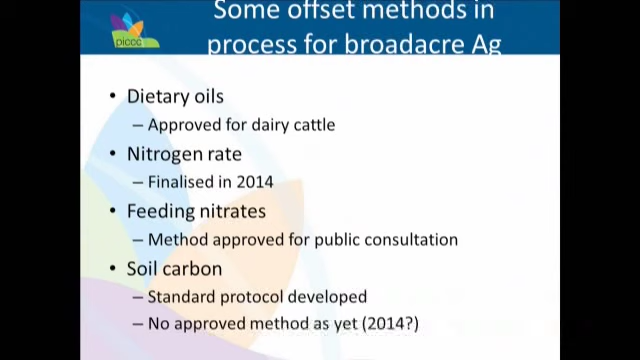 Some offset methods in
process for broadacre Ag
piccc
• Dietary oils
– Approved for dairy cattle
• Nitrogen rate
– Finalised in 2014
• Feeding nitrates
– Method approved for public consultation
• Soil carbon
– Standard protocol developed
– No approved method as yet (2014?)